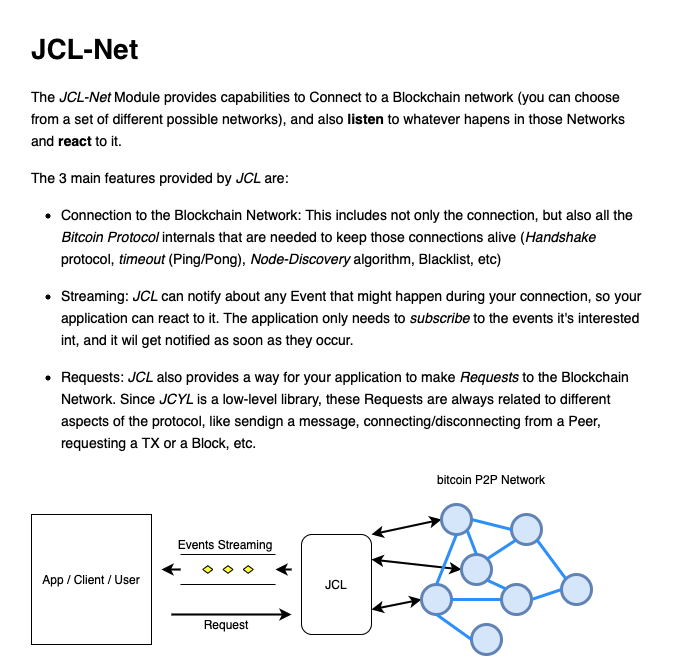 JCL-Net
The JCL-Net Module provides capabilities to Connect to a Blockchain network (you can choose
from a set of different possible networks), and also listen to whatever hapens in those Networks
and react to it.
The 3 main features provided by JCL are:
• Connection to the Blockchain Network: This includes not only the connection, but also all the
Bitcoin Protocol internals that are needed to keep those connections alive (Handshake
protocol, timeout (Ping/Pong), Node-Discovery algorithm, Blacklist, etc)
• Streaming: JCL can notify about any Event that might happen during your connection, so your
application can react to it. The application only needs to subscribe to the events it's interested
int, and it wil get notified as soon as they occur.
• Requests: JCL also provides a way for your application to make Requests to the Blockchain
Network. Since JCYL is a low-level library, these Requests are always related to different
aspects of the protocol, like sendign a message, connecting/disconnecting from a Peer,
requesting a TX or a Block, etc.
bitcoin P2P Network
Events Streaming
App / Client / User
JCL
Request